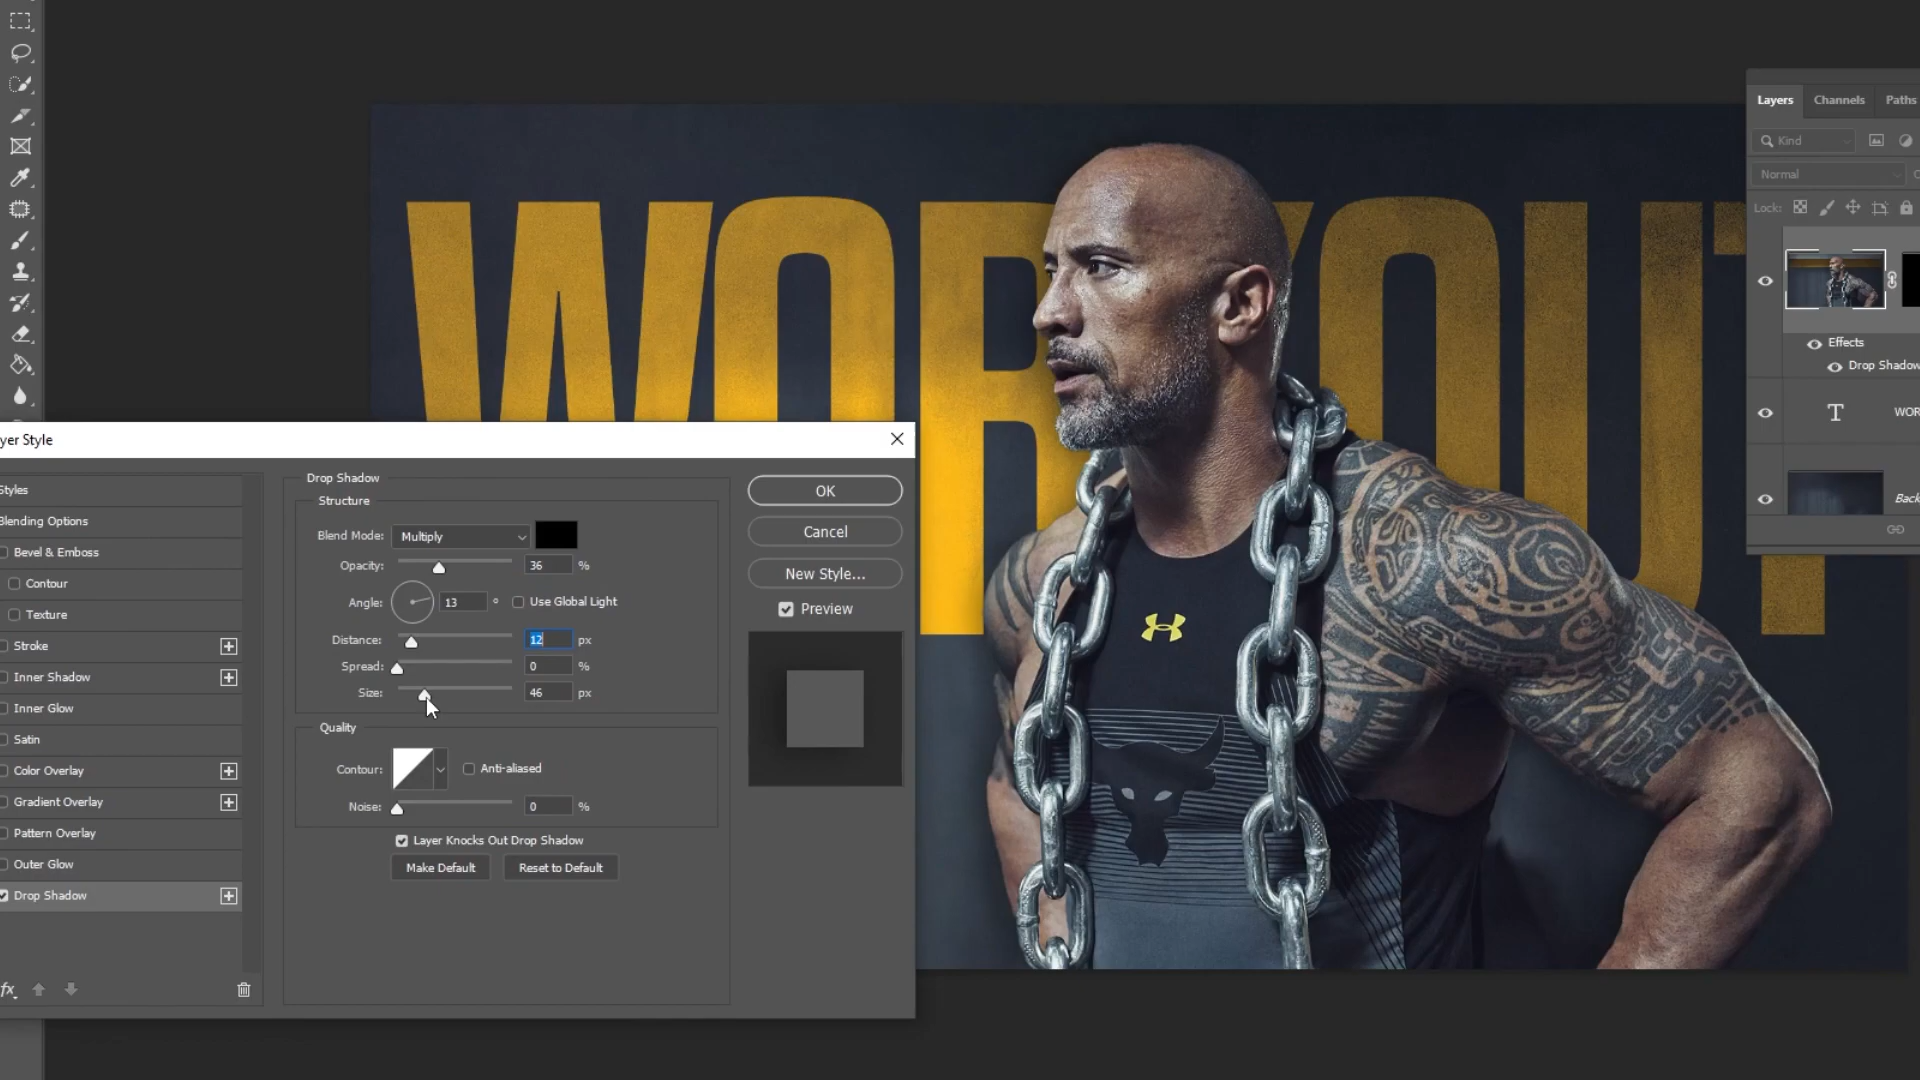 WORKOUT
Layers Channels Paths
Kind
Normal
Lock:
Effects
Drop Shadow
T WOR
Back
yer Style
Styles
Blending Options
Bevel & Emboss
Contour
Texture
Stroke
Inner Shadow
Inner Glow
Satin
Color Overlay
Gradient Overlay
Pattern Overlay
Outer Glow
Drop Shadow
fx
Drop Shadow
Structure
Blend Mode: Multiply
Opacity: 36 %
Angle: 13 ° Use Global Light
Distance: 12 px
Spread: 0 %
Size: 46 px
Quality
Contour: Anti-aliased
Noise: 0 %
Layer Knocks Out Drop Shadow
Make Default Reset to Default
OK
Cancel
New Style...
Preview